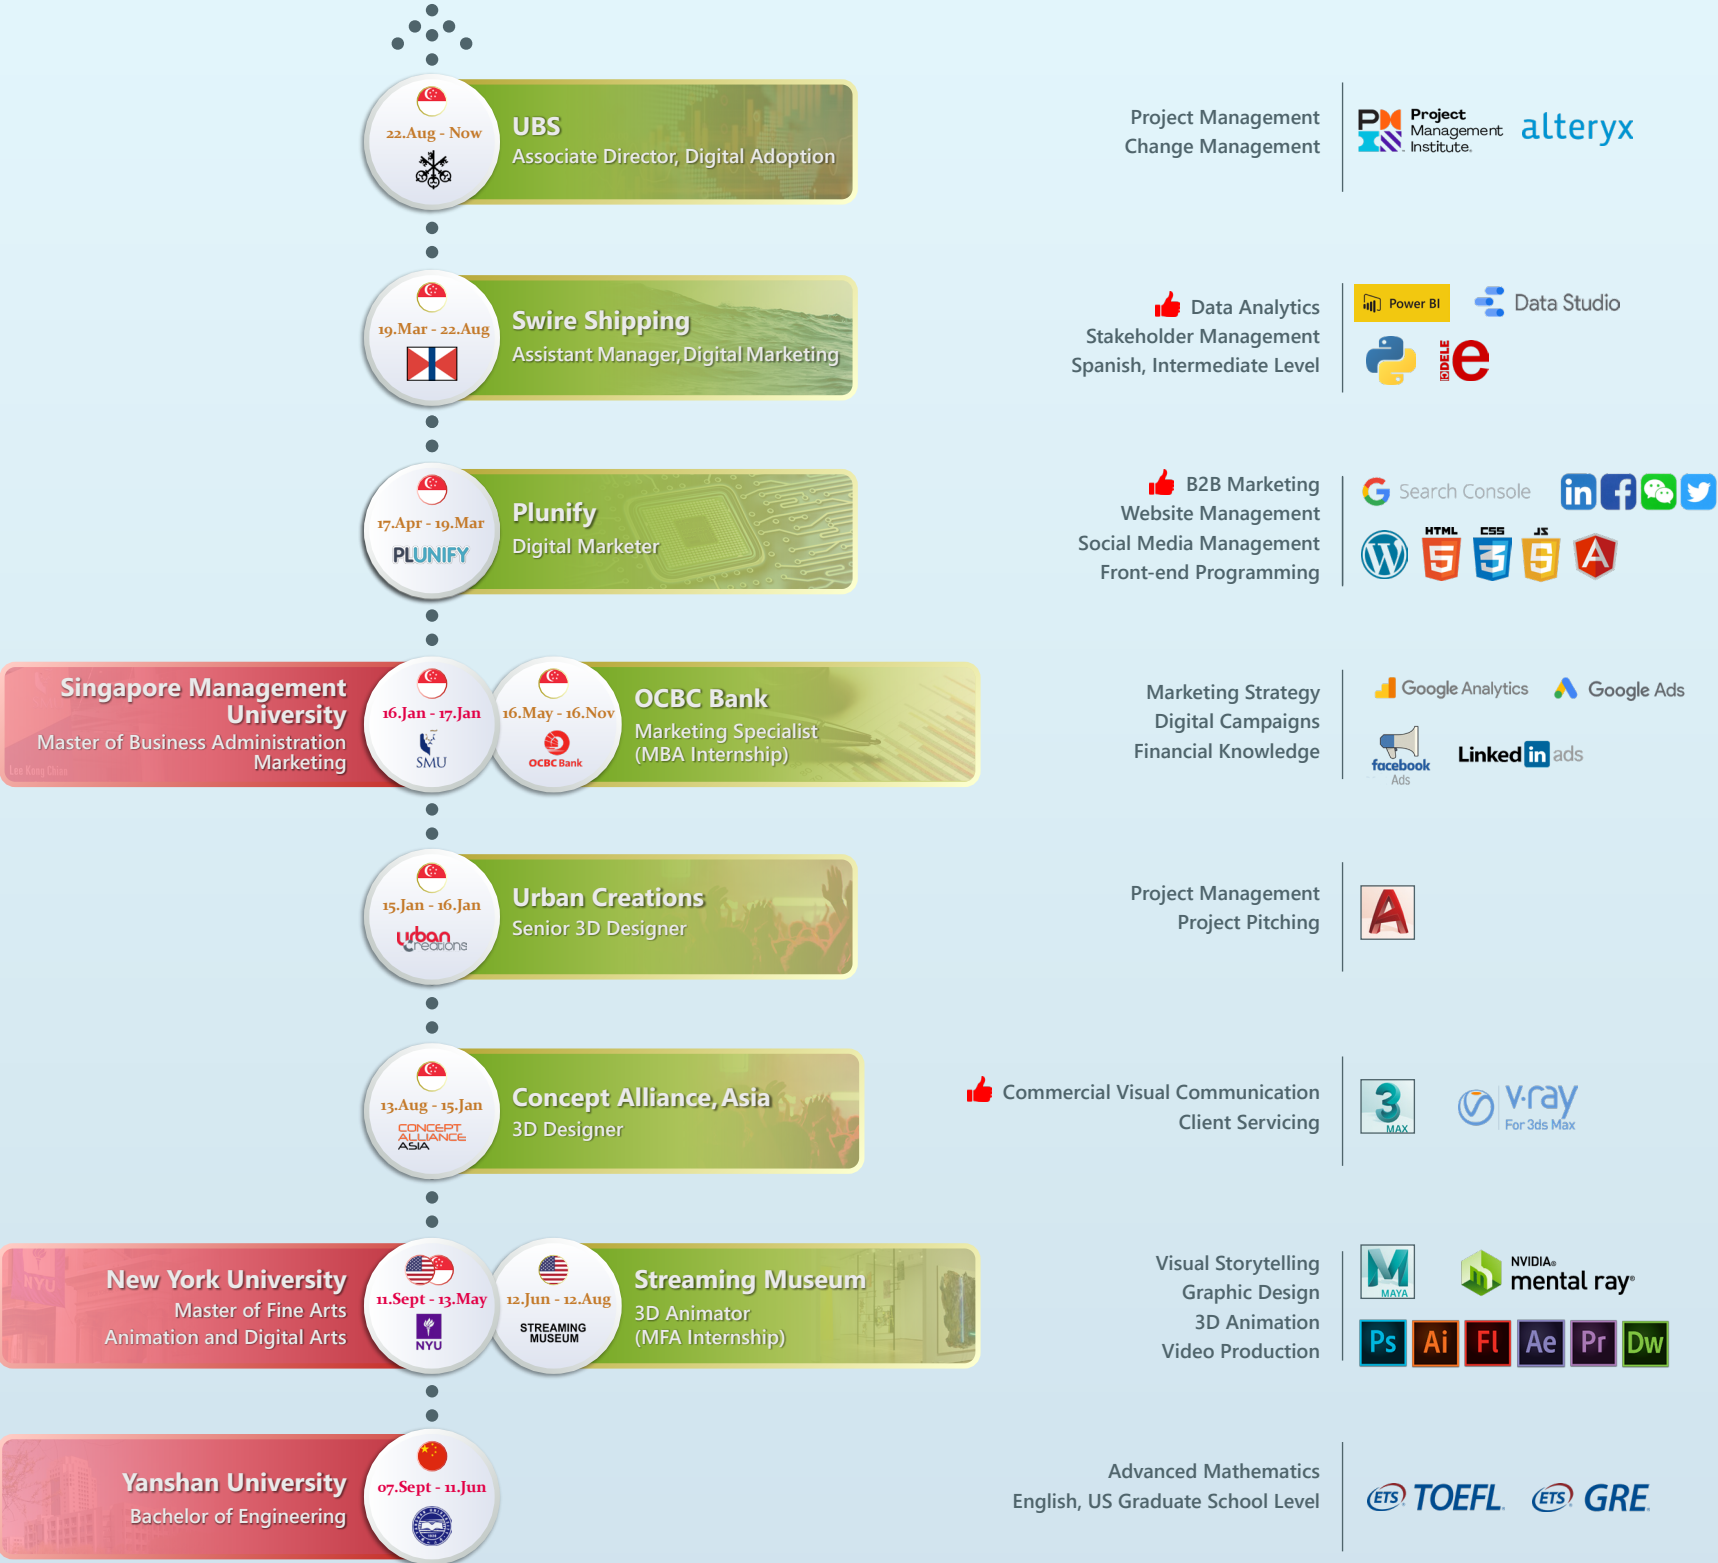 22.Aug - Now
UBS
Associate Director, Digital Adoption
Project Management
Change Management
PM
Project
Management
Institute.
alteryx
19.Mar - 22.Aug
Swire Shipping
Assistant Manager, Digital Marketing
Data Analytics
Stakeholder Management
Spanish, Intermediate Level
Power BI
Data Studio
DELE
e
17.Apr - 19.Mar
PLUNIFY
Plunify
Digital Marketer
B2B Marketing
Website Management
Social Media Management
Front-end Programming
G Search Console
in f
W
HTML
5
CSS
3
JS
5
A
Singapore Management
University
Master of Business Administration
Marketing
Lee Kong Chian
16.Jan - 17.Jan
SMU
16.May - 16.Nov
OCBC Bank
OCBC Bank
Marketing Specialist
(MBA Internship)
Marketing Strategy
Digital Campaigns
Financial Knowledge
Google Analytics
Google Ads
facebook
Ads
Linked in ads
15.Jan - 16.Jan
urban
creations
Urban Creations
Senior 3D Designer
Project Management
Project Pitching
A
13.Aug - 15.Jan
CONCEPT
ALLIANCE
ASIA
Concept Alliance, Asia
3D Designer
Commercial Visual Communication
Client Servicing
3
MAX
v·ray
For 3ds Max
NYU
New York University
Master of Fine Arts
Animation and Digital Arts
11.Sept - 13.May
NYU
12.Jun - 12.Aug
STREAMING
MUSEUM
Streaming Museum
3D Animator
(MFA Internship)
Visual Storytelling
Graphic Design
3D Animation
Video Production
M
MAYA
NVIDIA®
mental ray®
Ps Ai Fl Ae Pr Dw
Yanshan University
Bachelor of Engineering
07.Sept - 11.Jun
Advanced Mathematics
English, US Graduate School Level
ETS TOEFL.
ETS GRE.